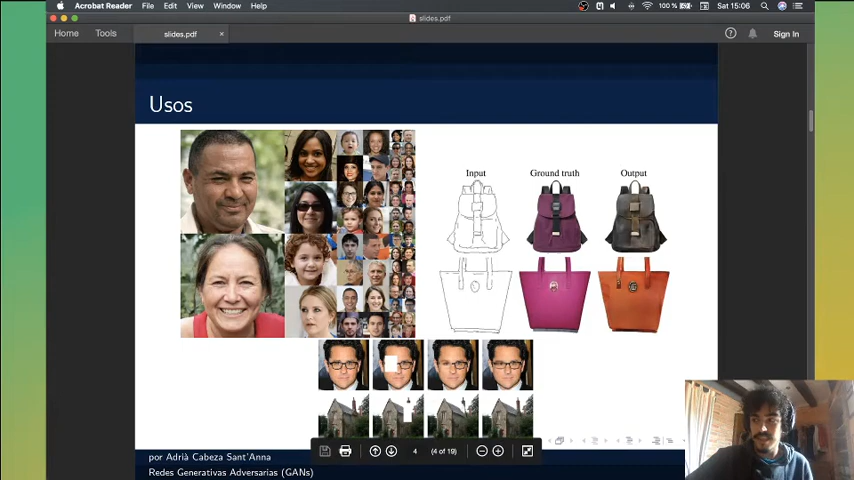 Acrobat Reader File Edit View Window Help 100 % Sat 15:06
slides.pdf
Home Tools slides.pdf × Sign In
Usos
Input Ground truth Output
4 (4 of 19)
por Adrià Cabeza Sant'Anna
Redes Generativas Adversarias (GANs)